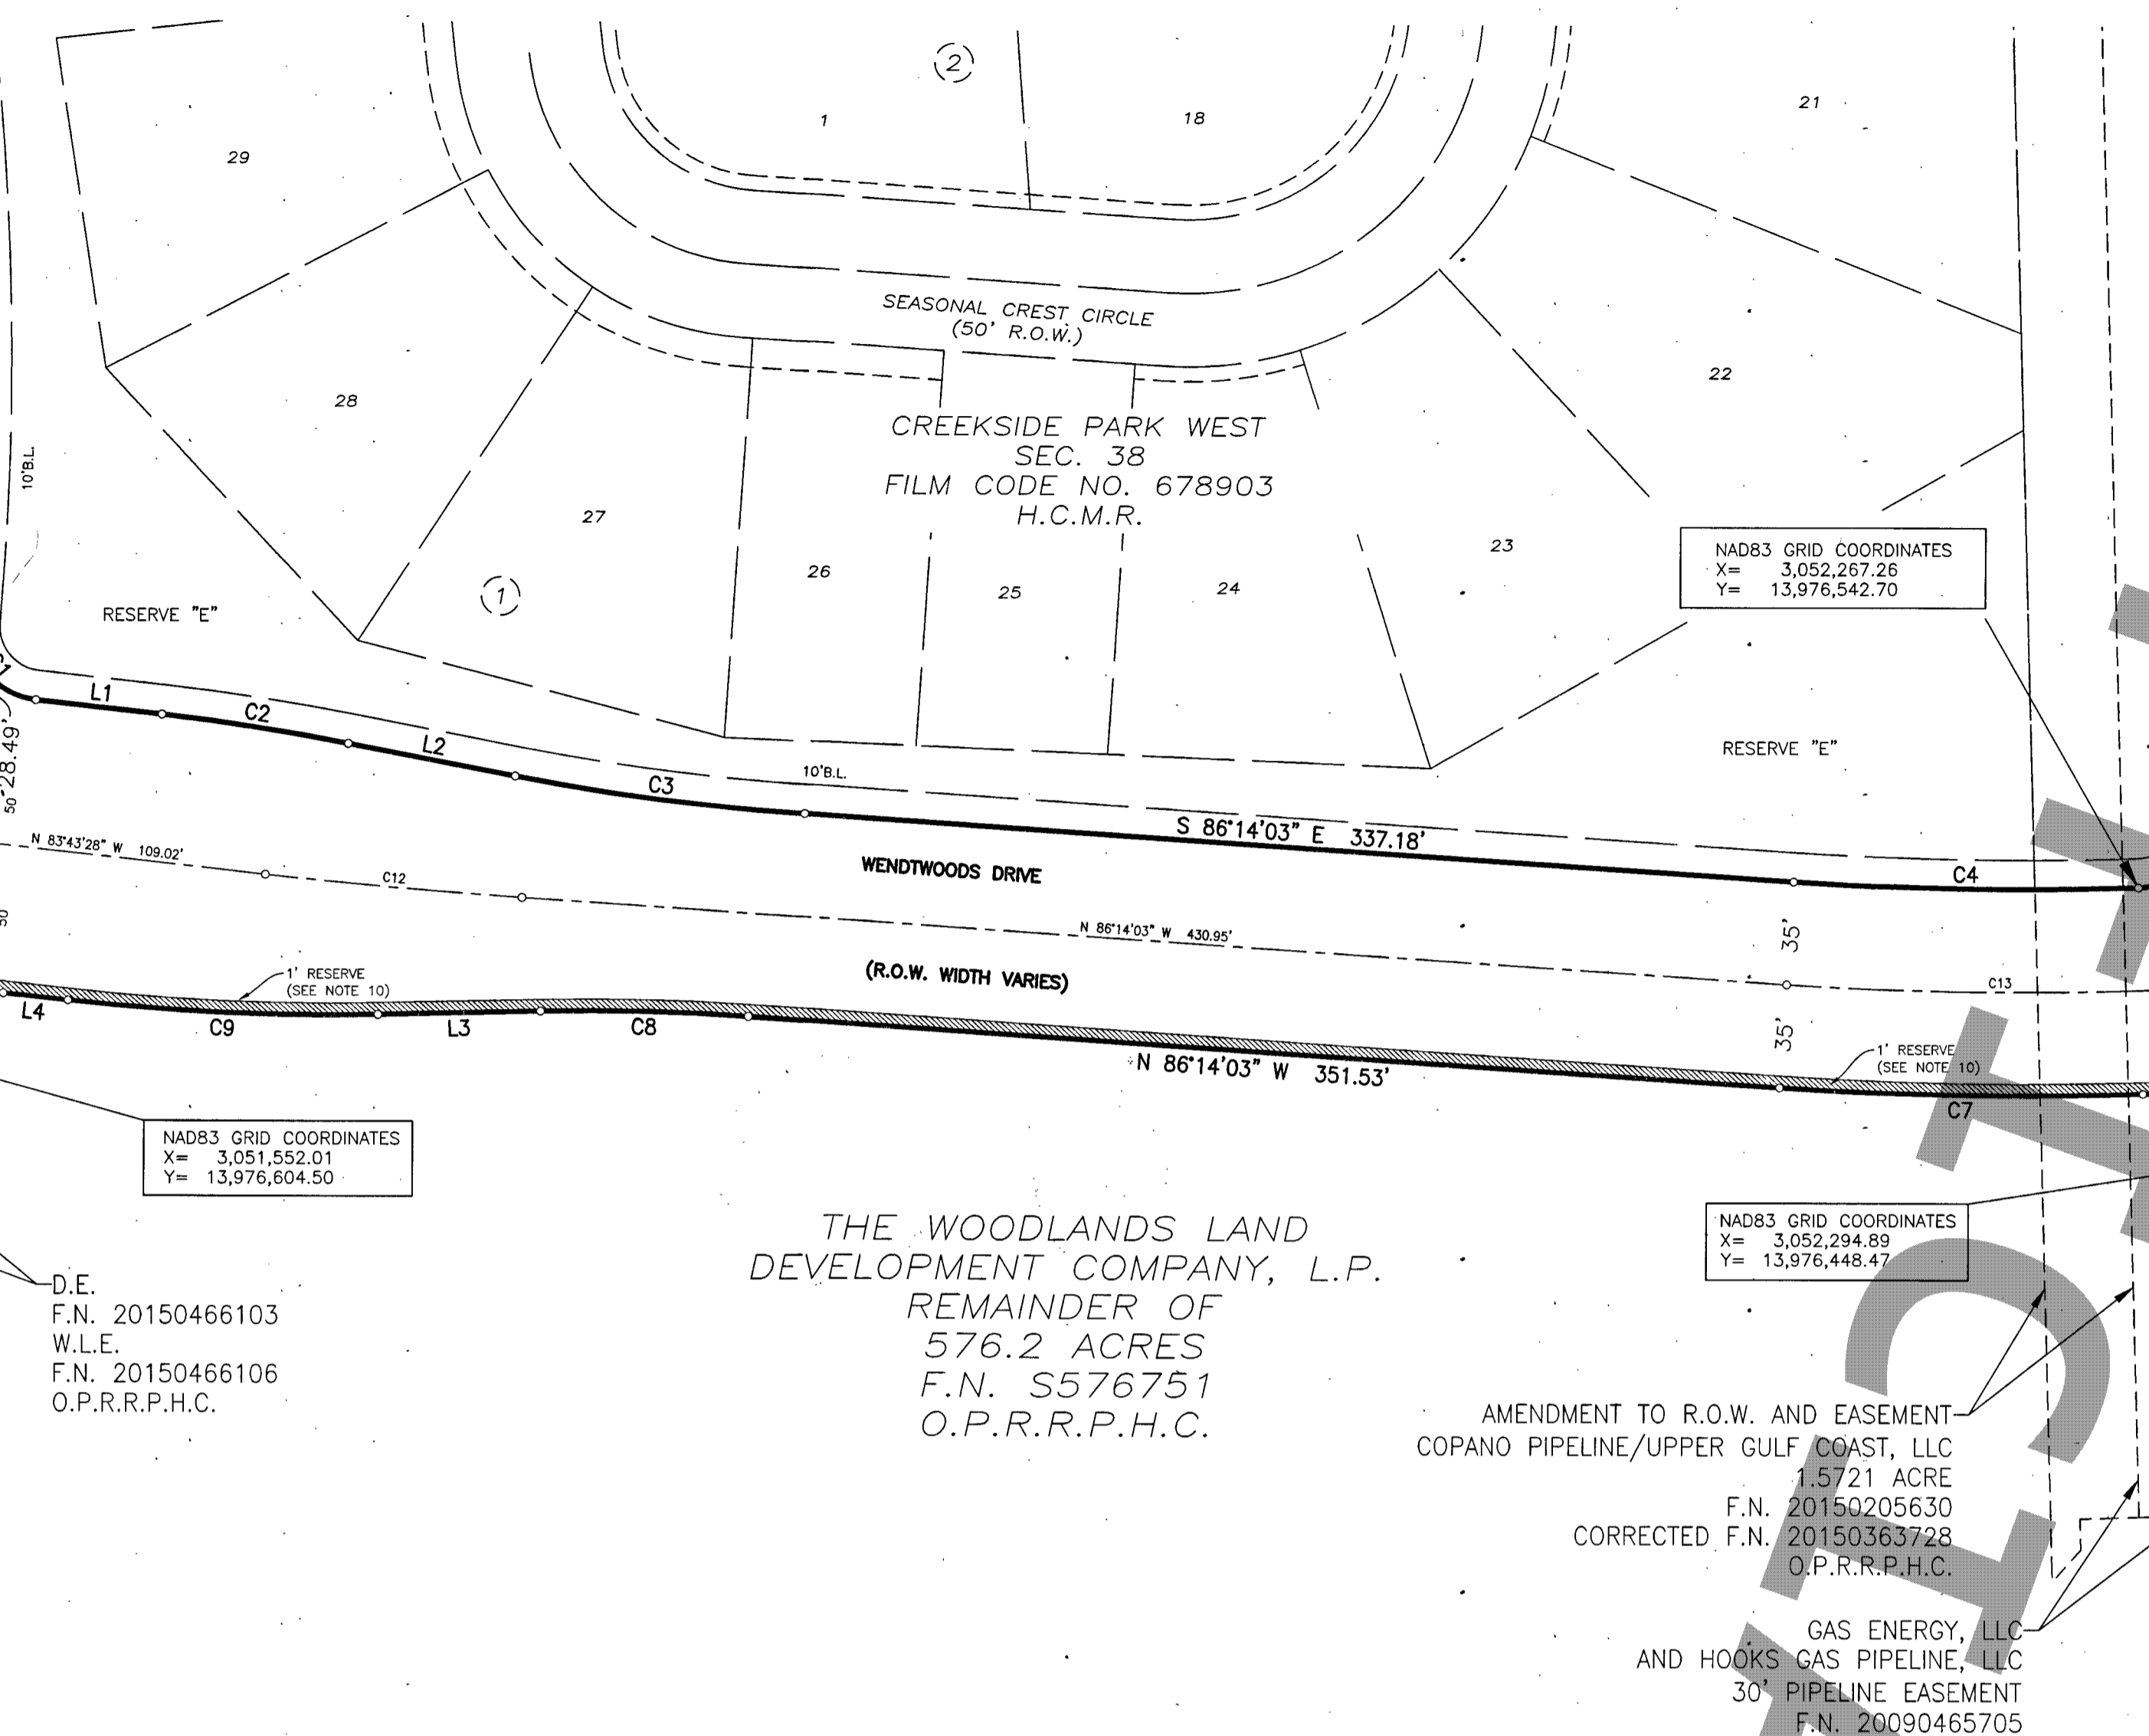 2
1
18
21
29
SEASONAL CREST CIRCLE
(50' R.O.W.)
22
28
CREEKSIDE PARK WEST
SEC. 38
FILM CODE NO. 678903
H.C.M.R.
10'B.L.
27
23
26
25
24
1
NAD83 GRID COORDINATES
X= 3,052,267.26
Y= 13,976,542.70
RESERVE "E"
L1
C2
L2
C3
10'B.L.
RESERVE "E"
28.49'
50
S 86°14'03" E 337.18'
C4
N 83°43'28" W 109.02'
C12
WENDTWOODS DRIVE
N 86°14'03" W 430.95'
35'
50
1' RESERVE
(SEE NOTE 10)
(R.O.W. WIDTH VARIES)
C13
L4
C9
L3
C8
N 86°14'03" W 351.53'
35'
1' RESERVE
(SEE NOTE 10)
C7
NAD83 GRID COORDINATES
X= 3,051,552.01
Y= 13,976,604.50
THE WOODLANDS LAND
DEVELOPMENT COMPANY, L.P.
REMAINDER OF
576.2 ACRES
F.N. S576751
O.P.R.R.P.H.C.
NAD83 GRID COORDINATES
X= 3,052,294.89
Y= 13,976,448.47
D.E.
F.N. 20150466103
W.L.E.
F.N. 20150466106
O.P.R.R.P.H.C.
AMENDMENT TO R.O.W. AND EASEMENT
COPANO PIPELINE/UPPER GULF COAST, LLC
1.5721 ACRE
F.N. 20150205630
CORRECTED F.N. 20150363728
O.P.R.R.P.H.C.
GAS ENERGY, LLC
AND HOOKS GAS PIPELINE, LLC
30' PIPELINE EASEMENT
F.N. 20090465705